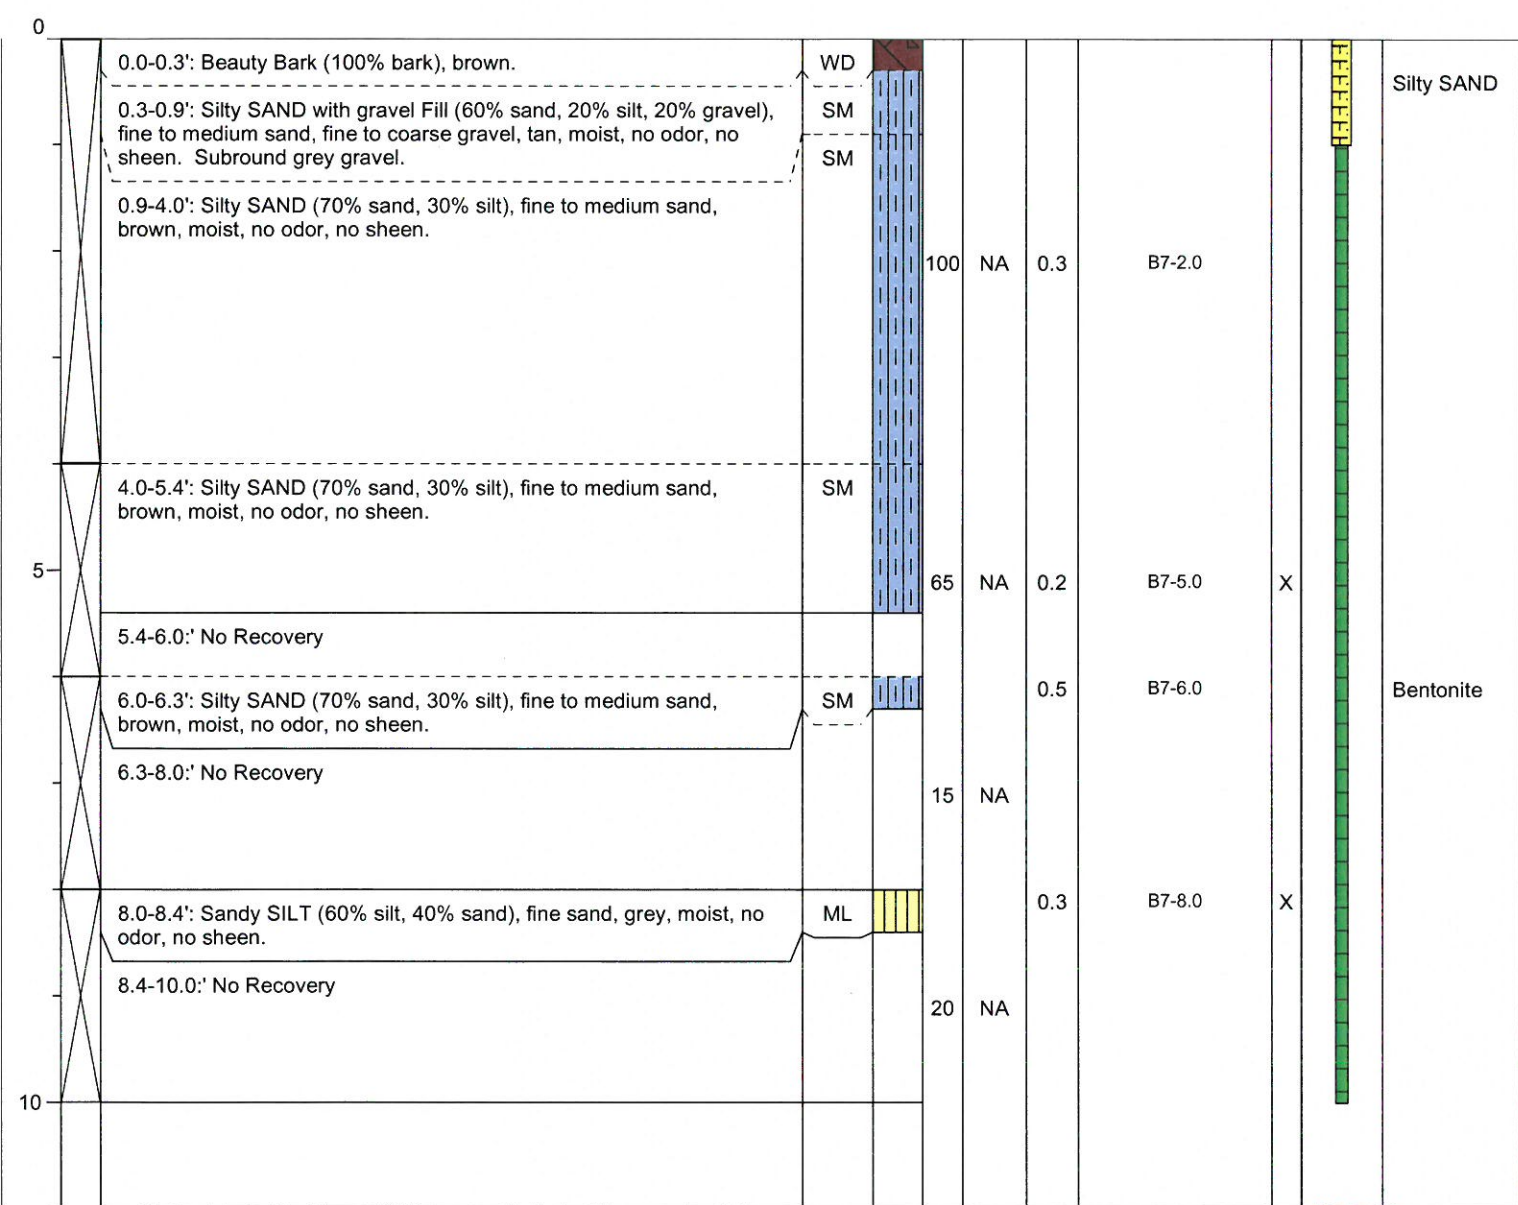 0
0.0-0.3': Beauty Bark (100% bark), brown.
WD
Silty SAND
0.3-0.9': Silty SAND with gravel Fill (60% sand, 20% silt, 20% gravel),
SM
fine to medium sand, fine to coarse gravel, tan, moist, no odor, no
sheen.  Subround grey gravel.
SM
0.9-4.0': Silty SAND (70% sand, 30% silt), fine to medium sand,
brown, moist, no odor, no sheen.
100 NA 0.3 B7-2.0
4.0-5.4': Silty SAND (70% sand, 30% silt), fine to medium sand,
SM
brown, moist, no odor, no sheen.
5
65 NA 0.2 B7-5.0 X
5.4-6.0:' No Recovery
0.5 B7-6.0
Bentonite
6.0-6.3': Silty SAND (70% sand, 30% silt), fine to medium sand,
SM
brown, moist, no odor, no sheen.
6.3-8.0:' No Recovery
15 NA
0.3 B7-8.0 X
8.0-8.4': Sandy SILT (60% silt, 40% sand), fine sand, grey, moist, no
ML
odor, no sheen.
8.4-10.0:' No Recovery
20 NA
10